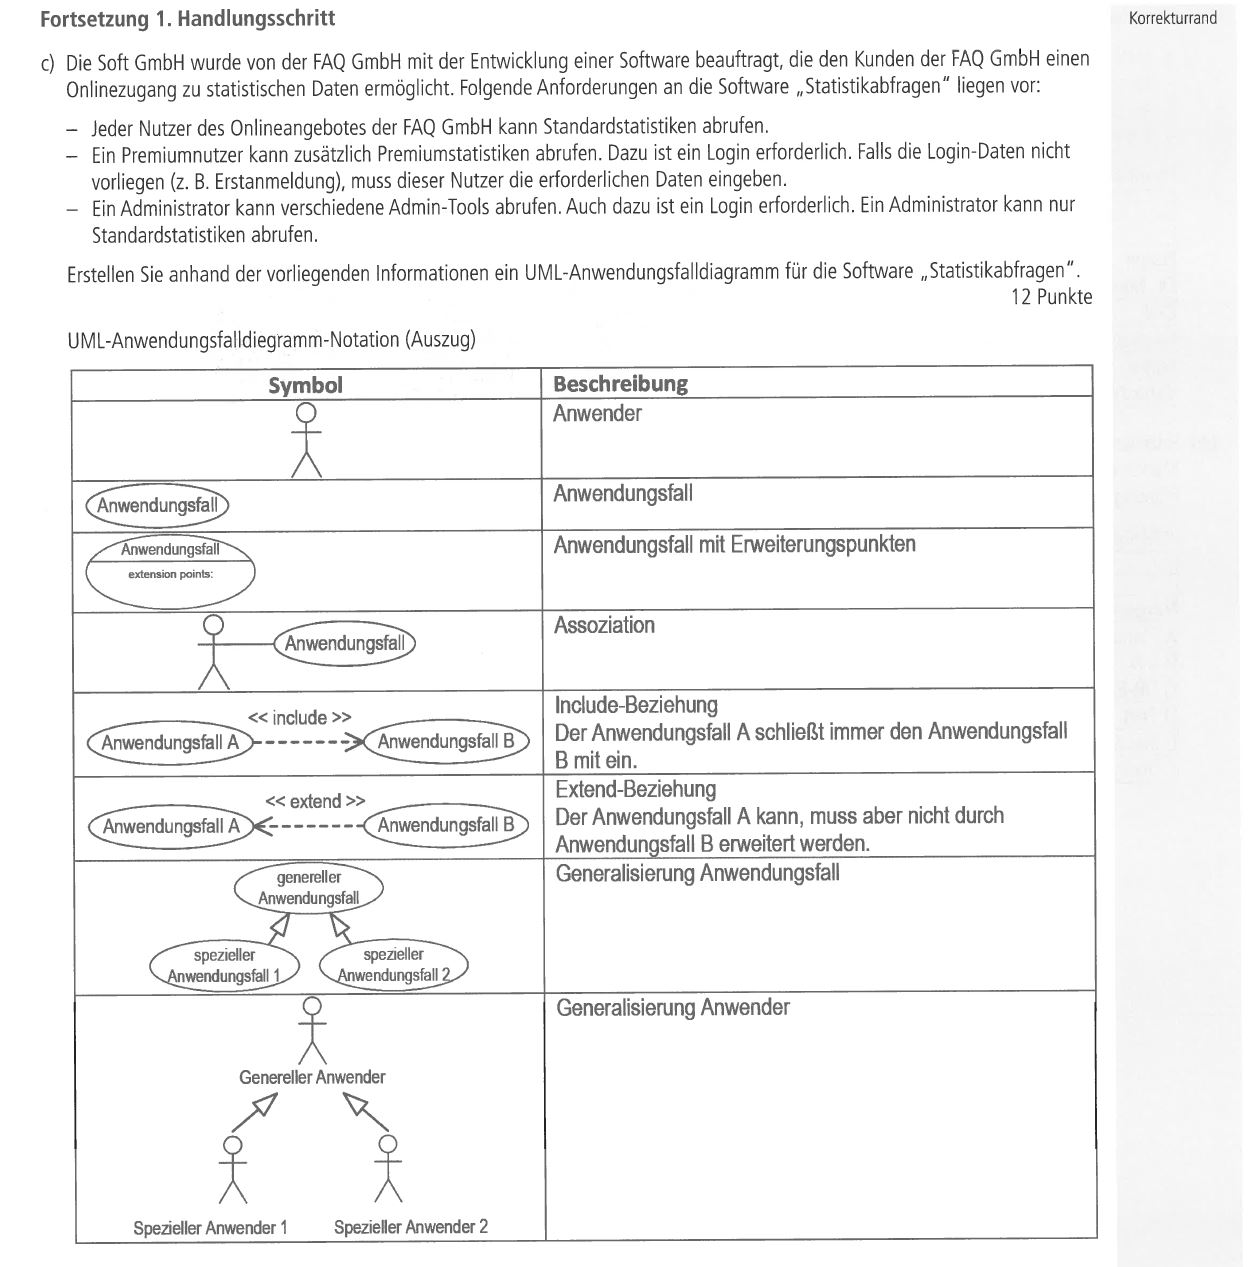 Fortsetzung 1. Handlungsschritt
Korrekturrand
c) Die Soft GmbH wurde von der FAQ GmbH mit der Entwicklung einer Software beauftragt, die den Kunden der FAQ GmbH einen
Onlinezugang zu statistischen Daten ermöglicht. Folgende Anforderungen an die Software „Statistikabfragen" liegen vor:
– Jeder Nutzer des Onlineangebotes der FAQ GmbH kann Standardstatistiken abrufen.
– Ein Premiumnutzer kann zusätzlich Premiumstatistiken abrufen. Dazu ist ein Login erforderlich. Falls die Login-Daten nicht
vorliegen (z. B. Erstanmeldung), muss dieser Nutzer die erforderlichen Daten eingeben.
– Ein Administrator kann verschiedene Admin-Tools abrufen. Auch dazu ist ein Login erforderlich. Ein Administrator kann nur
Standardstatistiken abrufen.
Erstellen Sie anhand der vorliegenden Informationen ein UML-Anwendungsfalldiagramm für die Software „Statistikabfragen".
12 Punkte
UML-Anwendungsfalldiegramm-Notation (Auszug)
Symbol
Beschreibung
Anwender
Anwendungsfall
Anwendungsfall
Anwendungsfall
extension points:
Anwendungsfall mit Erweiterungspunkten
Anwendungsfall
Assoziation
<< include >>
Anwendungsfall A
Anwendungsfall B
Include-Beziehung
Der Anwendungsfall A schließt immer den Anwendungsfall
B mit ein.
<< extend >>
Anwendungsfall A
Anwendungsfall B
Extend-Beziehung
Der Anwendungsfall A kann, muss aber nicht durch
Anwendungsfall B erweitert werden.
genereller
Anwendungsfall
spezieller
Anwendungsfall 1
spezieller
Anwendungsfall 2
Generalisierung Anwendungsfall
Genereller Anwender
Spezieller Anwender 1
Spezieller Anwender 2
Generalisierung Anwender